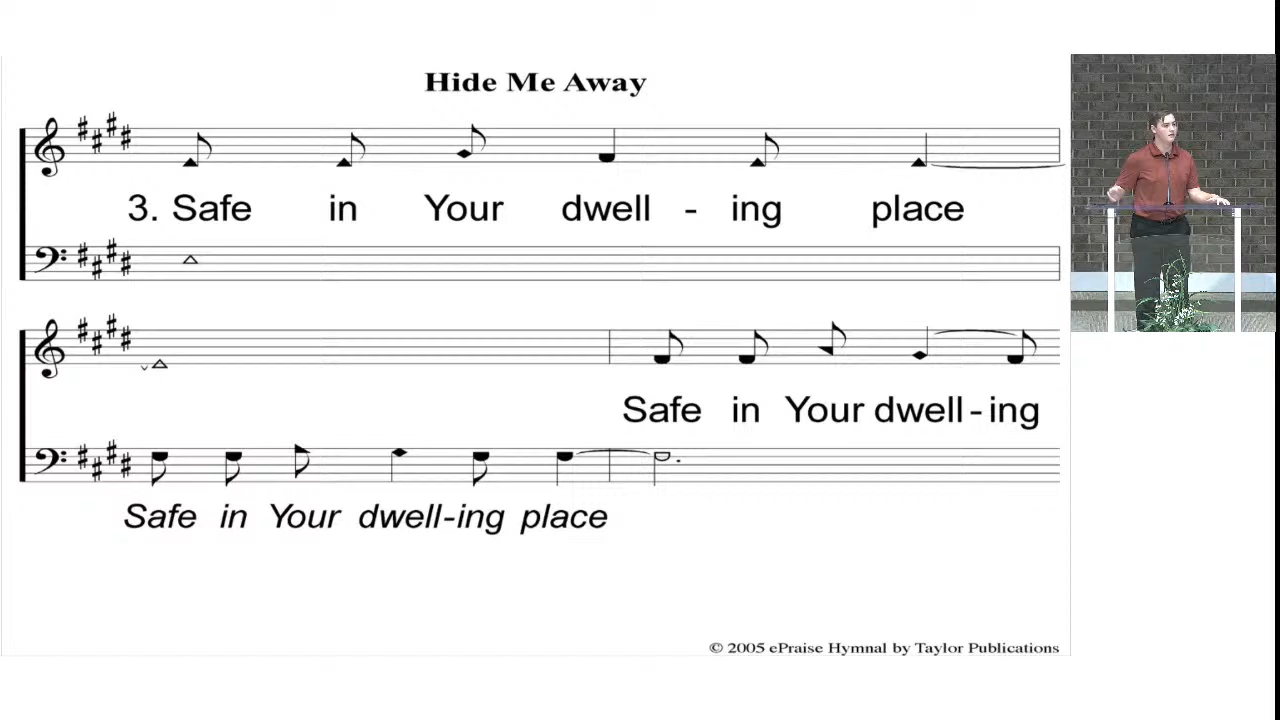 Hide Me Away
3. Safe in Your dwell - ing place
Safe in Your dwell - ing
Safe in Your dwell-ing place
© 2005 ePraise Hymnal by Taylor Publications